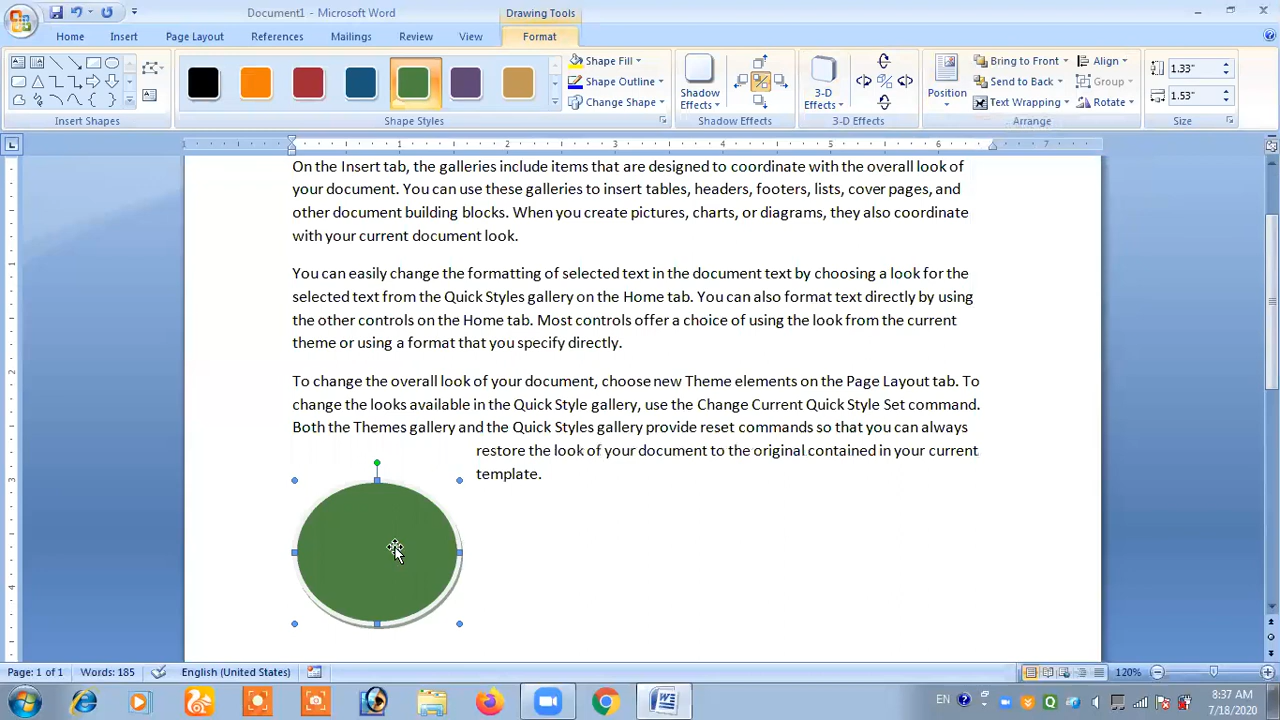 Document1 - Microsoft Word
Drawing Tools
Home Insert Page Layout References Mailings Review View Format
Shape Fill
Shape Outline
Change Shape
Insert Shapes
Shape Styles
Shadow Effects
Shadow Effects
3-D Effects
3-D Effects
Position
Bring to Front
Send to Back
Text Wrapping
Align
Group
Rotate
Arrange
1.33"
1.53"
Size
1 1 2 3 4 5 6 7
On the Insert tab, the galleries include items that are designed to coordinate with the overall look of
your document. You can use these galleries to insert tables, headers, footers, lists, cover pages, and
other document building blocks. When you create pictures, charts, or diagrams, they also coordinate
with your current document look.
You can easily change the formatting of selected text in the document text by choosing a look for the
selected text from the Quick Styles gallery on the Home tab. You can also format text directly by using
the other controls on the Home tab. Most controls offer a choice of using the look from the current
theme or using a format that you specify directly.
To change the overall look of your document, choose new Theme elements on the Page Layout tab. To
change the looks available in the Quick Style gallery, use the Change Current Quick Style Set command.
Both the Themes gallery and the Quick Styles gallery provide reset commands so that you can always
restore the look of your document to the original contained in your current
template.
1
2
3
4
Page: 1 of 1 Words: 185 English (United States) 120%
EN 8:37 AM
7/18/2020